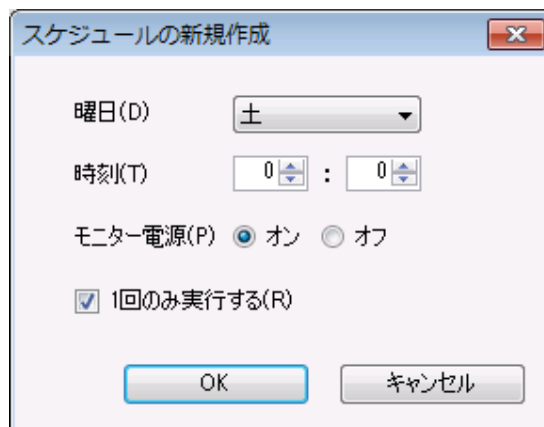 スケジュールの新規作成
曜日(D) 土
時刻(T) 0 : 0
モニター電源(P) オン オフ
1回のみ実行する(R)
OK キャンセル